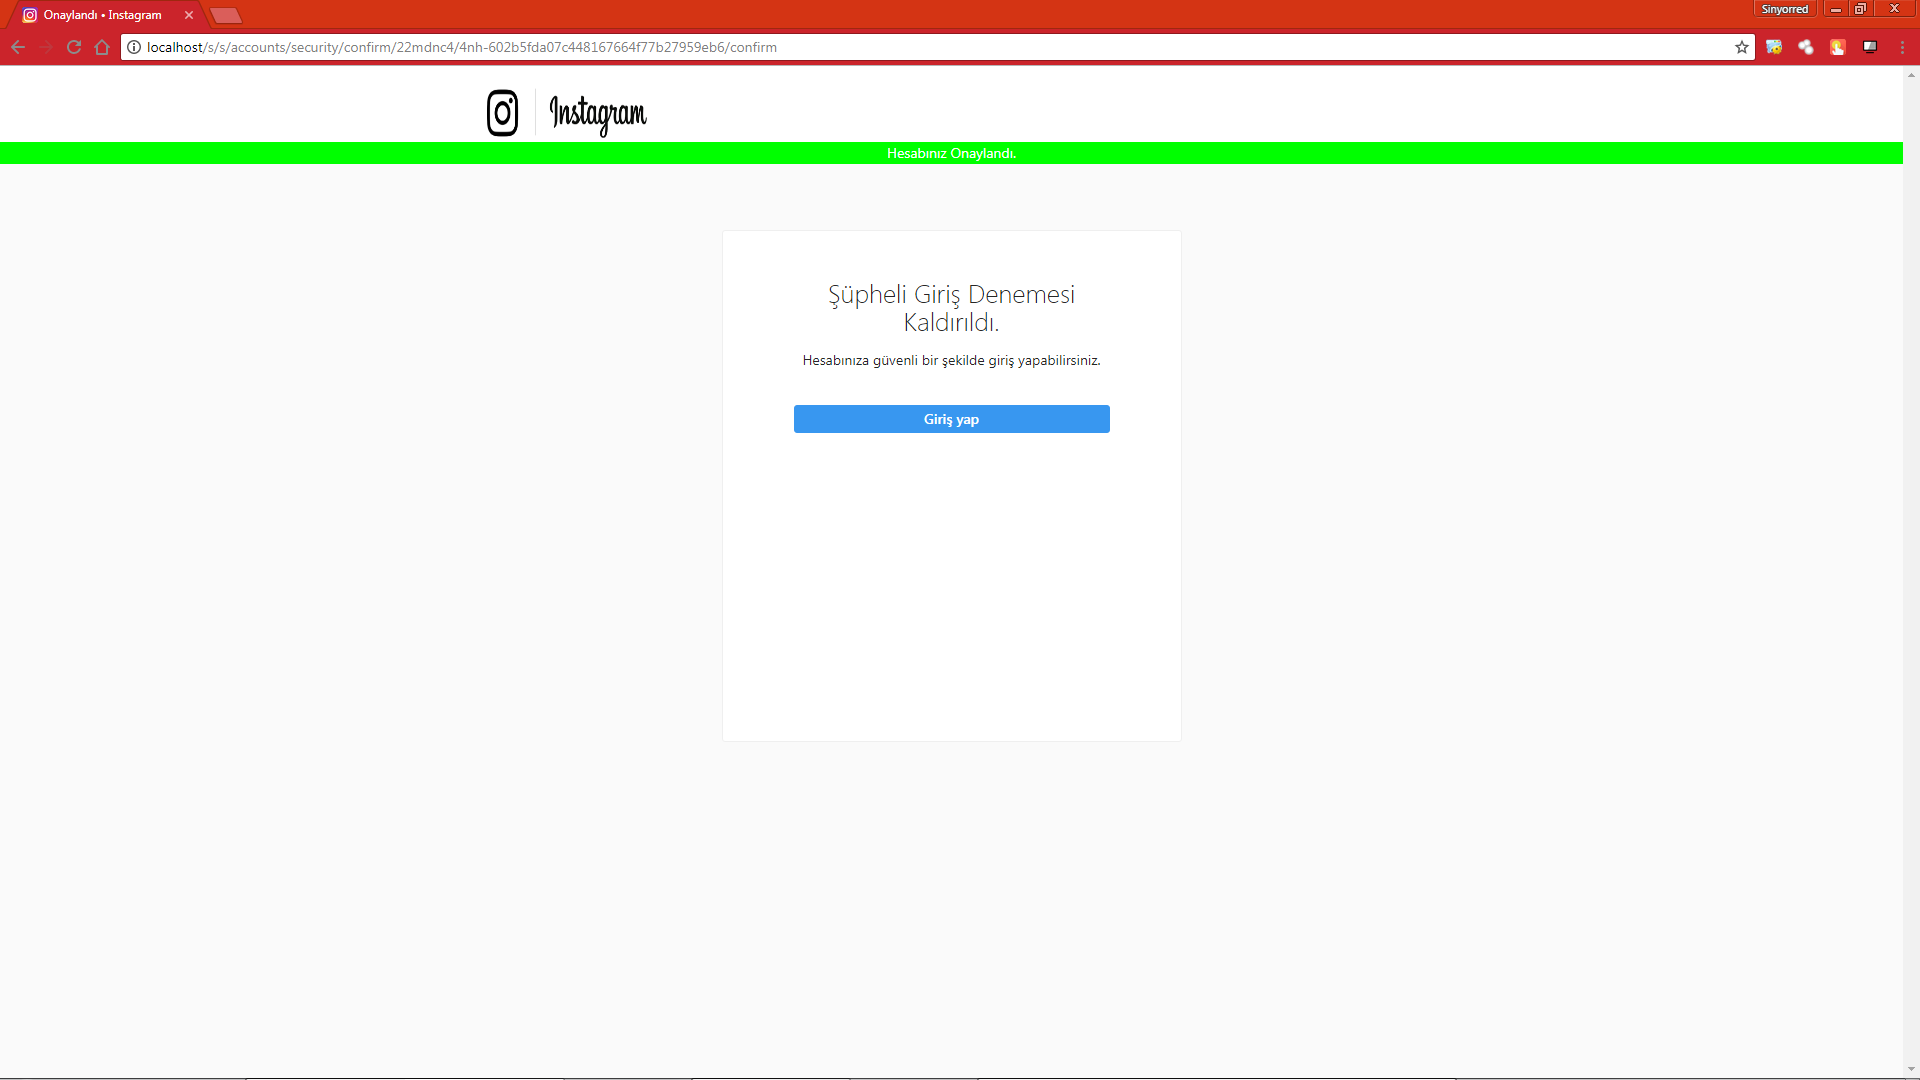 Onaylandı • Instagram
Sinyorred
localhost/s/s/accounts/security/confirm/22mdnc4/4nh-602b5fda07c448167664f77b27959eb6/confirm
Instagram
Hesabınız Onaylandı.
Şüpheli Giriş Denemesi
Kaldırıldı.
Hesabınıza güvenli bir şekilde giriş yapabilirsiniz.
Giriş yap